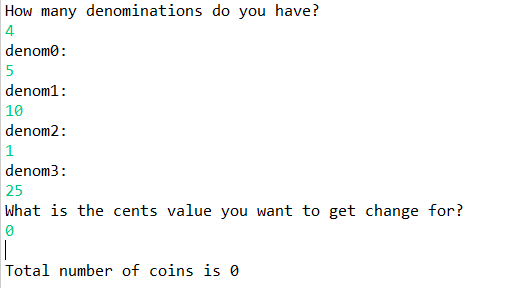 How many denominations do you have?
4
denom0:
5
denom1:
10
denom2:
1
denom3:
25
What is the cents value you want to get change for?
0
Total number of coins is 0